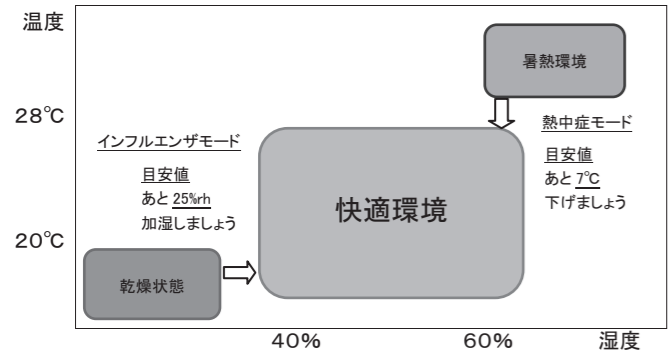 温度
暑熱環境
28℃
熱中症モード
インフルエンザモード
目安値
目安値
あと 7℃
あと 25%rh
下げましょう
加湿しましょう
快適環境
20℃
乾燥状態
40%
60%
湿度